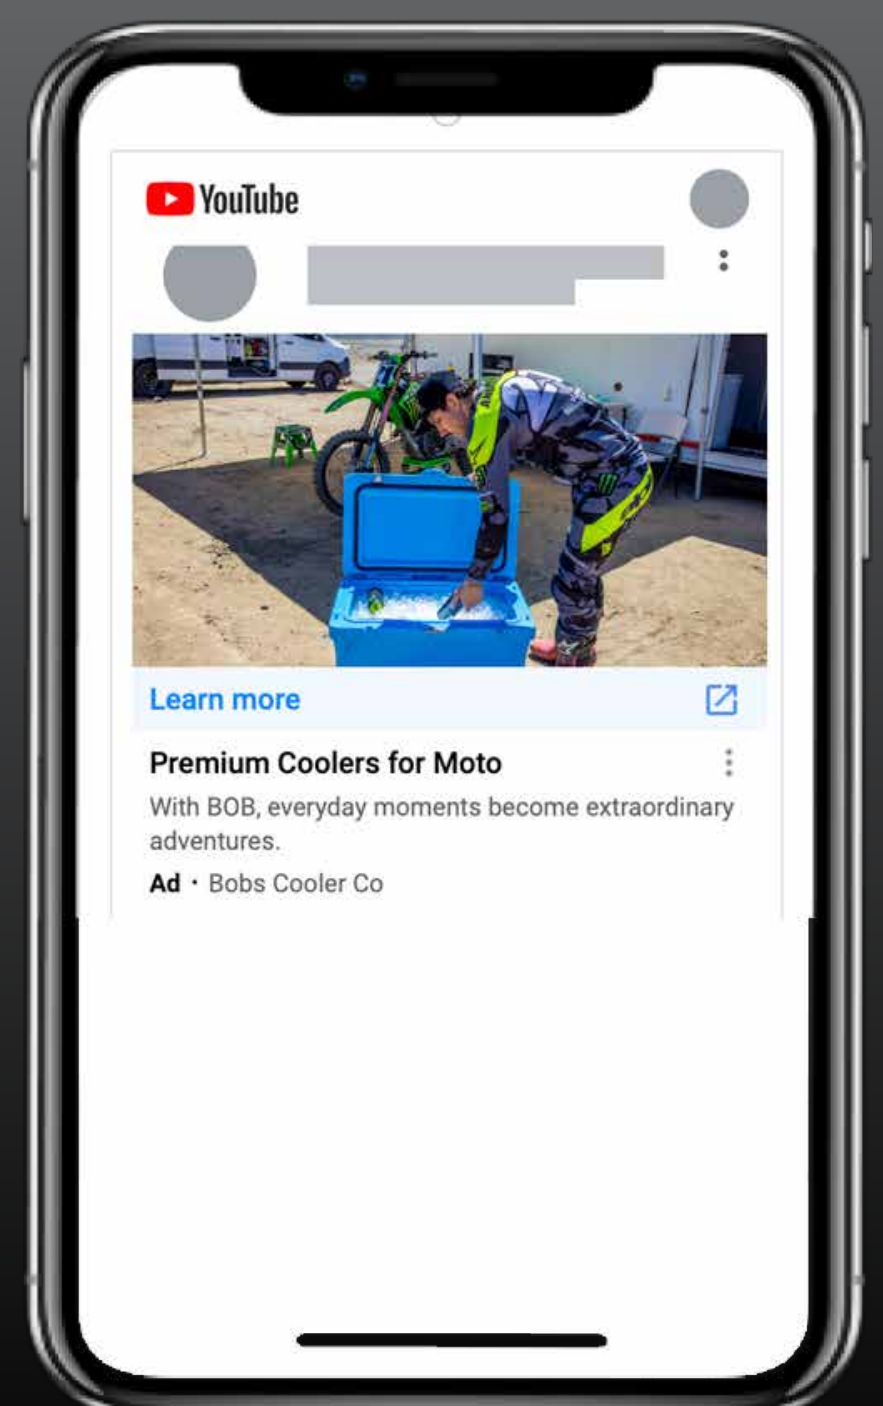 YouTube
Learn more
Premium Coolers for Moto
With BOB, everyday moments become extraordinary
adventures.
Ad · Bobs Cooler Co